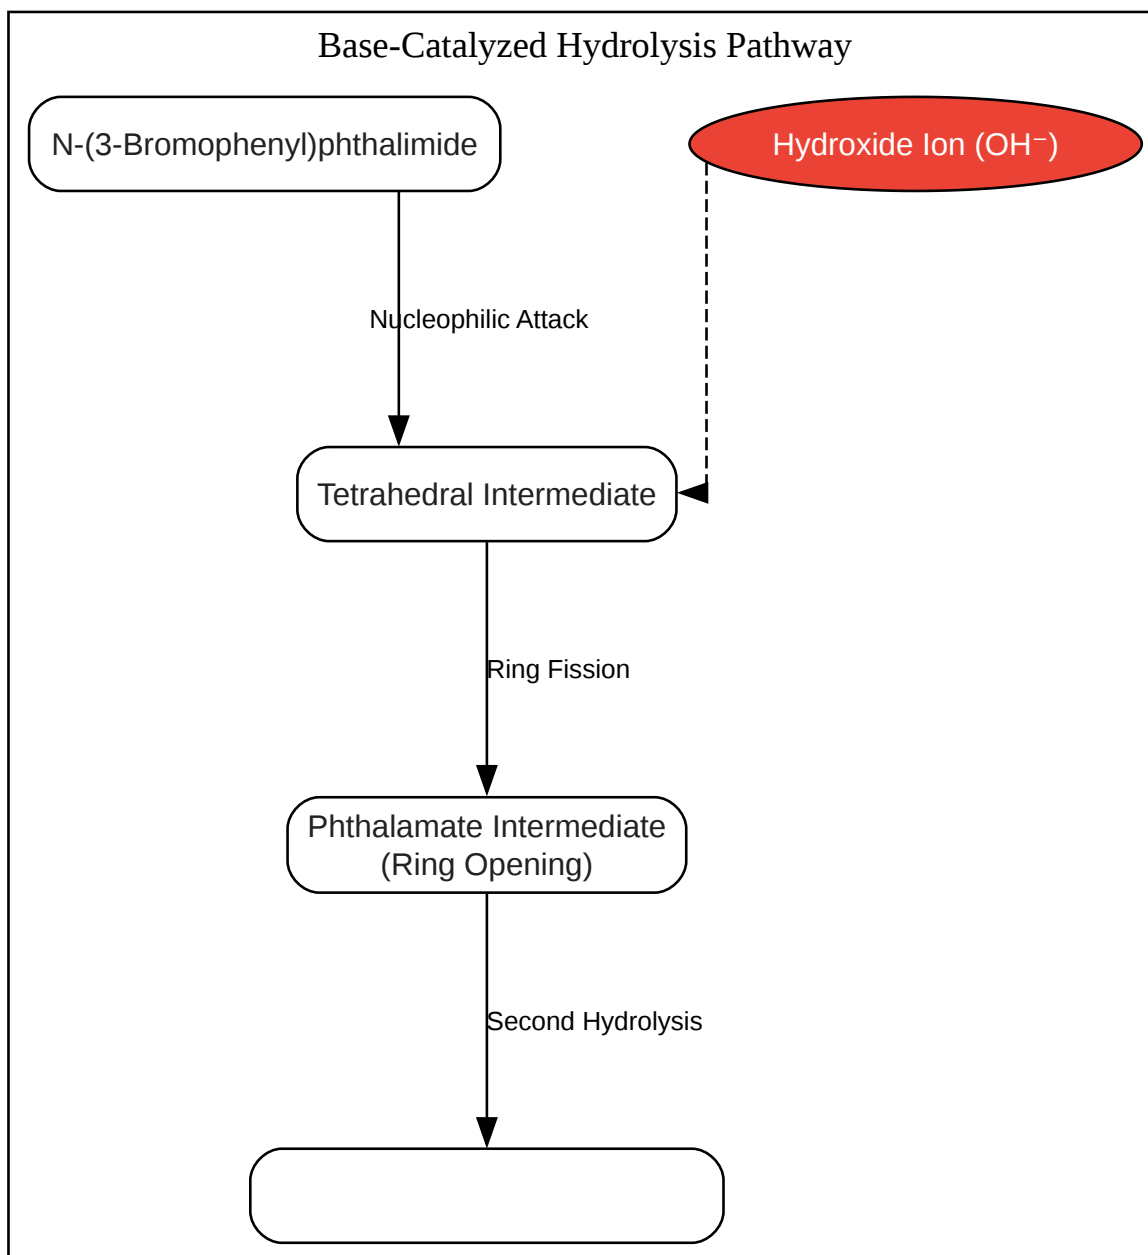 Base-Catalyzed Hydrolysis Pathway
N-(3-Bromophenyl)phthalimide
Hydroxide Ion (OH⁻)
Nucleophilic Attack
Tetrahedral Intermediate
Ring Fission
Phthalamate Intermediate
(Ring Opening)
Second Hydrolysis